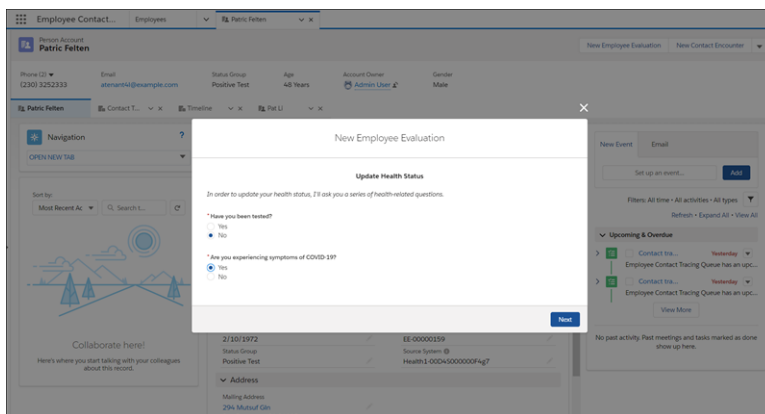 Employee Contact... Employees Patric Felten
Person Account
Patric Felten
New Employee Evaluation New Contact Encounter
Phone (2) Email Status Group Age Account Owner Gender
(230) 3252333 atenant41@example.com Positive Test 48 Years Admin User Male
Patric Felten Contact T... Timeline Pat Li
Navigation ?
OPEN NEW TAB
Sort by:
Most Recent Ac Search t...
Collaborate here!
Here's where you start talking with your colleagues
about this record.
New Employee Evaluation
Update Health Status
In order to update your health status, I'll ask you a series of health-related questions.
*Have you been tested?
Yes
No
*Are you experiencing symptoms of COVID-19?
Yes
No
Next
2/10/1972 EE-00000159
Status Group Source System
Positive Test Health1-00D4S000000F4g7
Address
Mailing Address
294 Mutsuf Gln
New Event Email
Set up an event... Add
Filters: All time • All activities • All types
Refresh • Expand All • View All
Upcoming & Overdue
Contact tra... Yesterday
Employee Contact Tracing Queue has an upc...
Contact tra... Yesterday
Employee Contact Tracing Queue has an upc...
View More
No past activity. Past meetings and tasks marked as done
show up here.